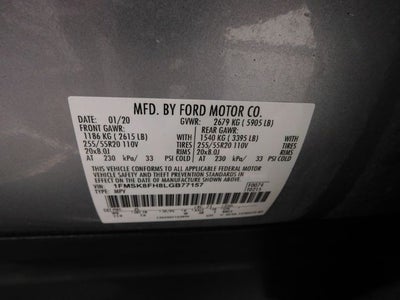 MFD. BY FORD MOTOR CO.
DATE: 01/20 GVWR: 2679 KG (5905 LB)
FRONT GAWR: REAR GAWR:
1186 KG (2615 LB) 1540 KG (3395 LB)
255/55R20 110V TIRES 255/55R20 110V TIRES
20x8.0J RIMS 20x8.0J RIMS
AT 230 kPa/ 33 PSI COLD AT 230 kPa/ 33 PSI COLD
THIS VEHICLE CONFORMS TO ALL APPLICABLE FEDERAL MOTOR VEHICLE
SAFETY AND THEFT PREVENTION STANDARDS IN EFFECT ON THE DATE OF
MANUFACTURE SHOWN ABOVE.
VIN: 1FMSK8FH8LGB77157
TYPE: MPV